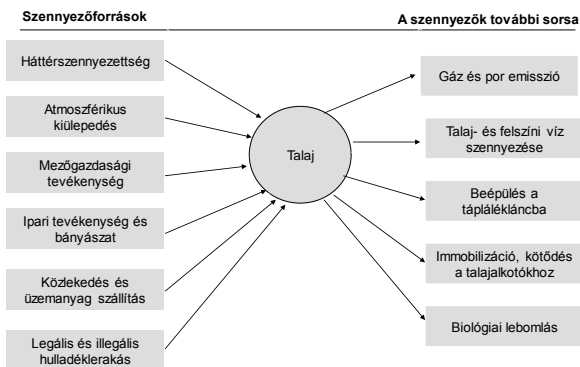 Szennyezőforrások
A szennyezők további sorsa
Háttérszennyezettség
Atmoszférikus
kiülepedés
Mezőgazdasági
tevékenység
Ipari tevékenység és
bányászat
Közlekedés és
üzemanyag szállítás
Legális és illegális
hulladéklerakás
Talaj
Gáz és por emisszió
Talaj- és felszíni víz
szennyezése
Beépülés a
táplálékláncba
Immobilizáció, kötődés
a talajalkotókhoz
Biológiai lebomlás